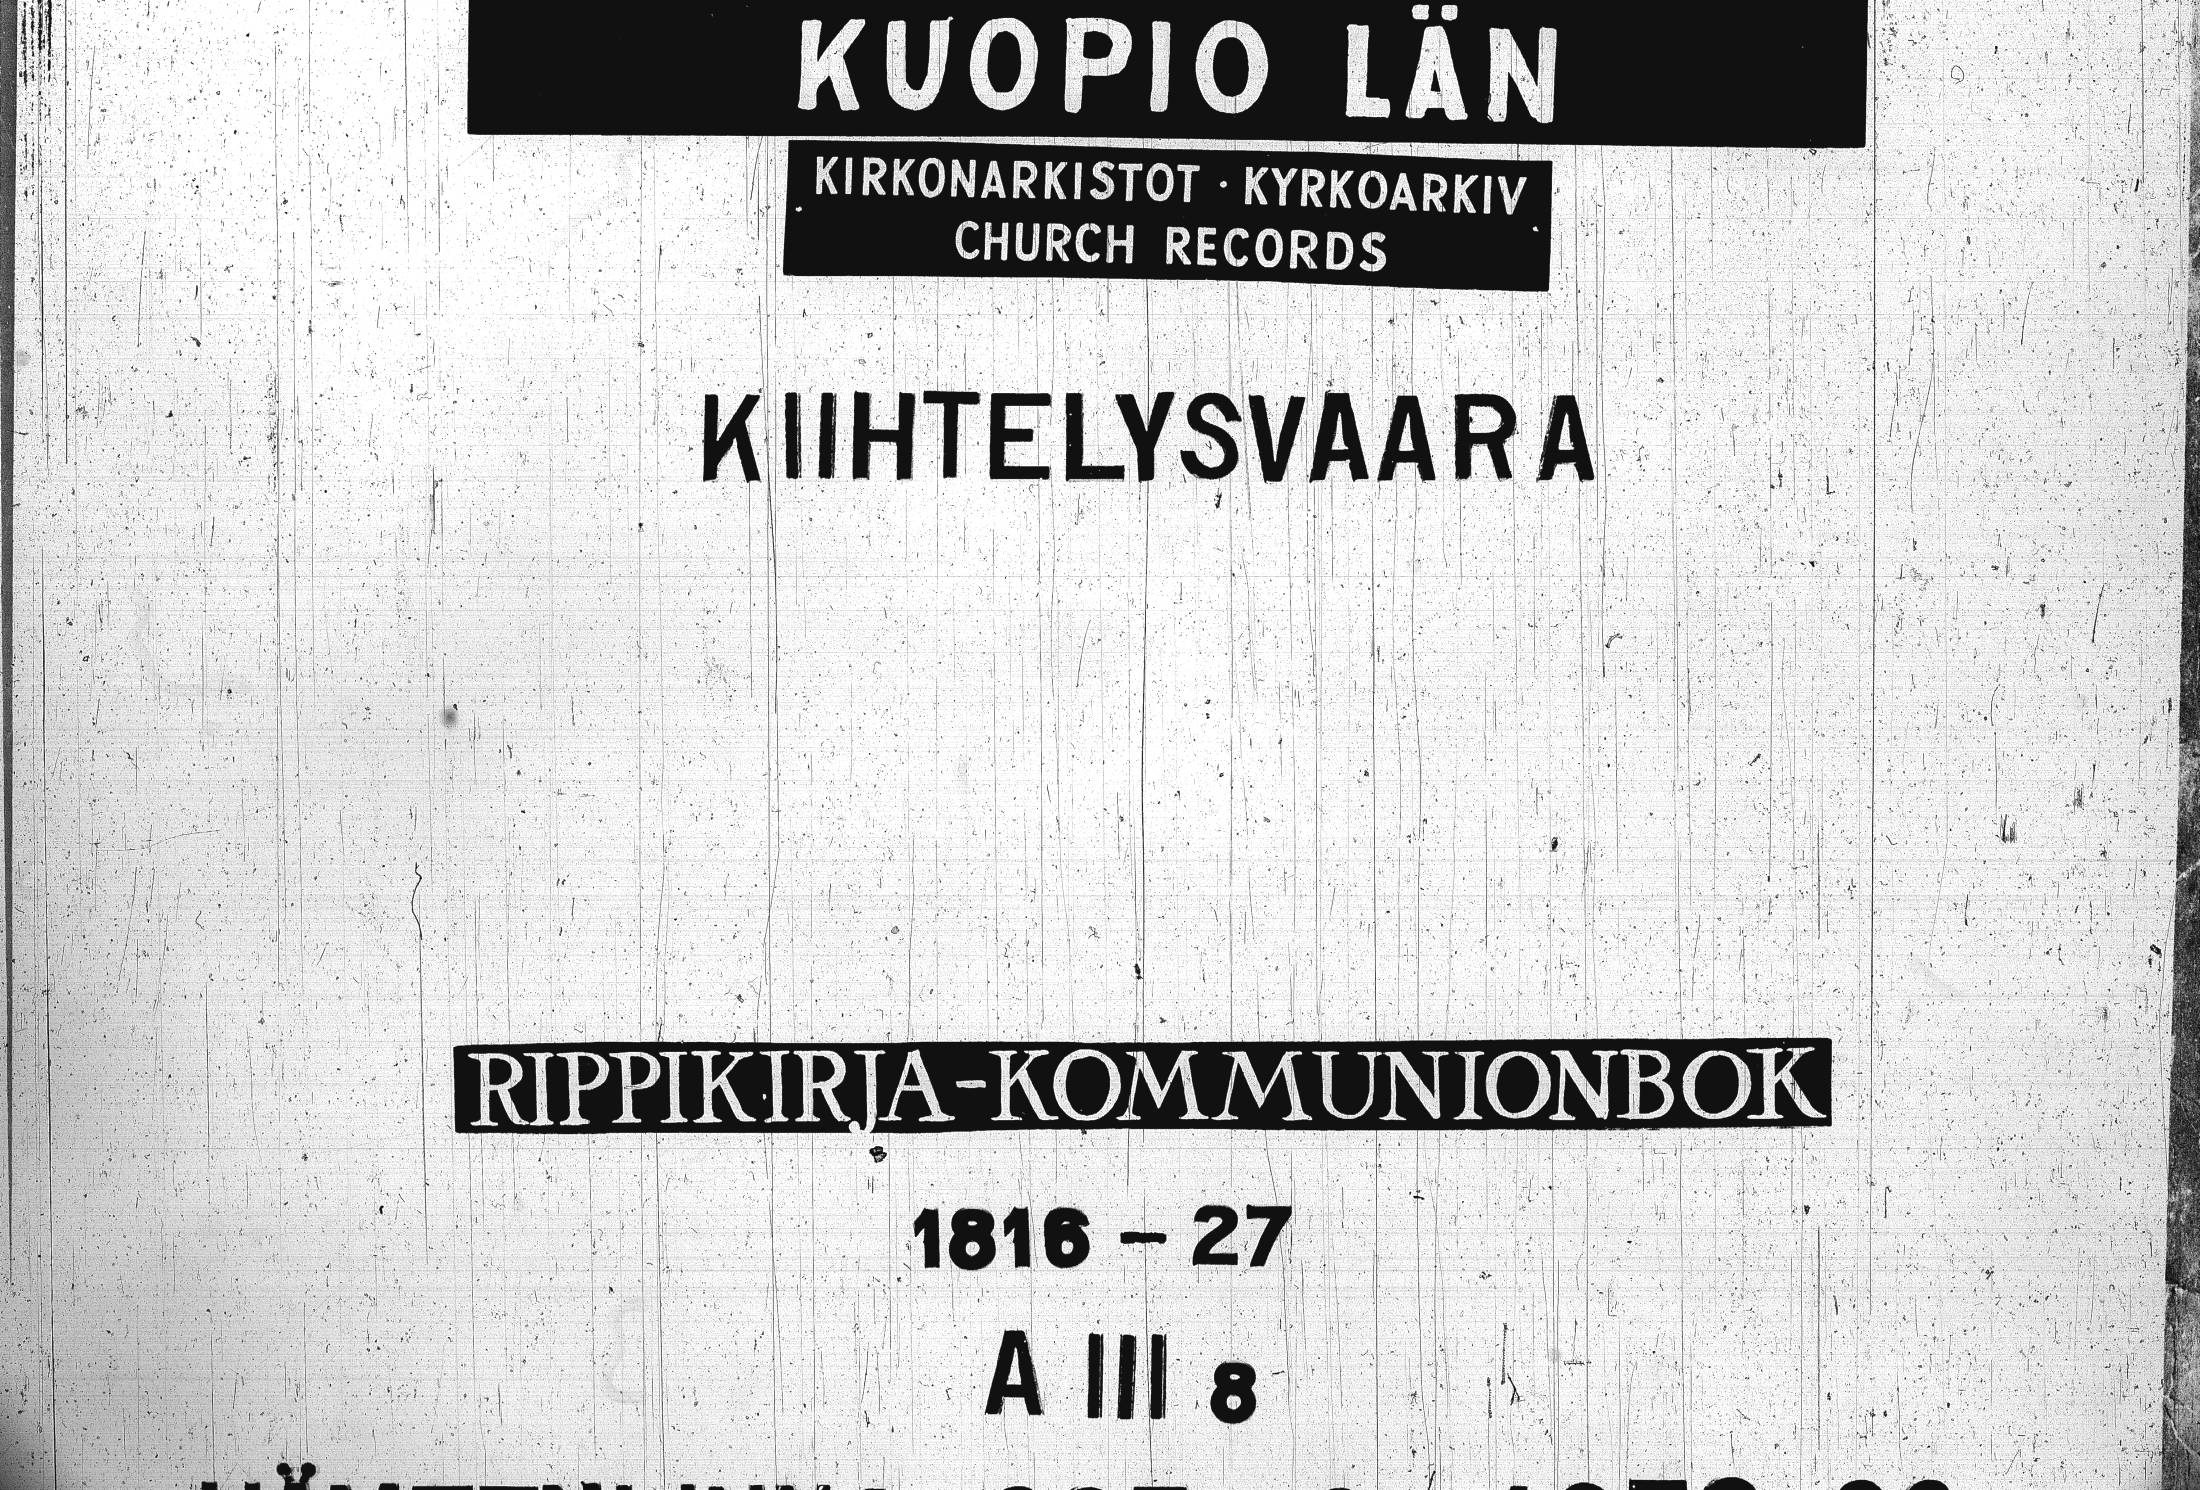 KUOPIO LÄN
KIRKONARKISTOT · KYRKOARKIV
CHURCH RECORDS
KIIHTELYSVAARA
RIPPIKIRJA-KOMMUNIONBOK
1816 – 27
A III 8